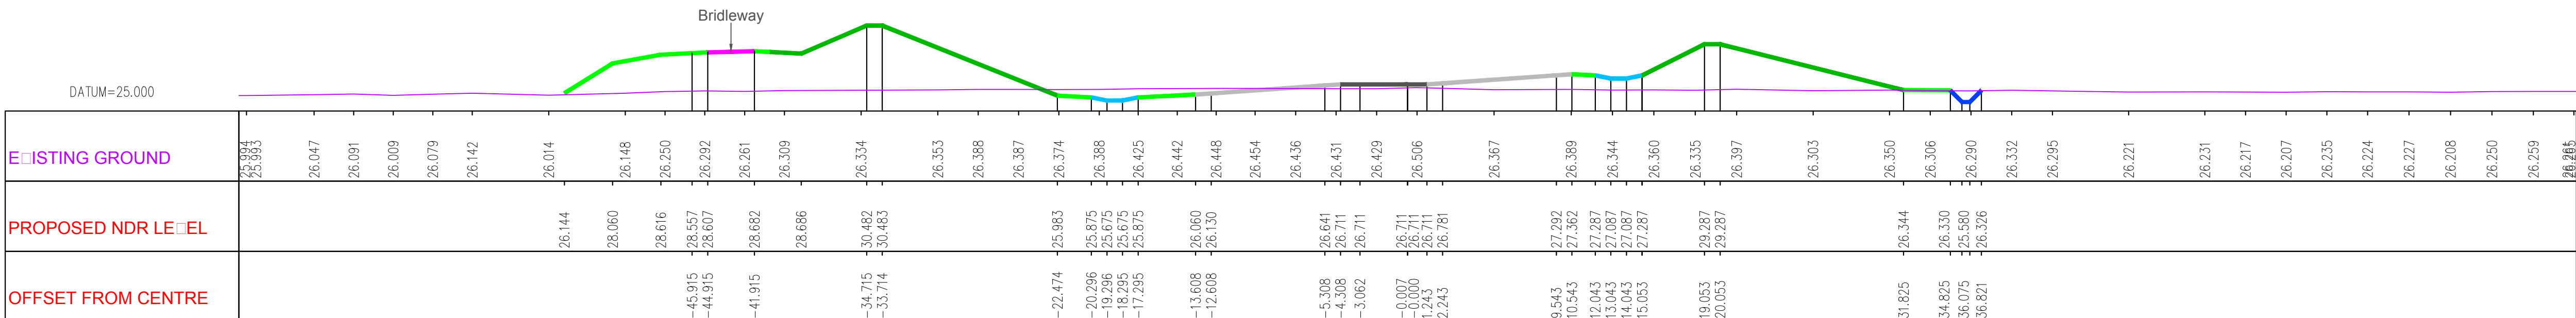 Bridleway
DATUM=25.000
E□ISTING GROUND
25.994 25.993 26.047 26.091 26.009 26.079 26.142 26.014 26.148 26.250 26.292 26.261 26.309 26.334 26.353 26.388 26.387 26.374 26.388 26.425 26.442 26.448 26.454 26.436 26.431 26.429 26.506 26.367 26.389 26.344 26.360 26.335 26.397 26.303 26.350 26.306 26.290 26.332 26.295 26.221 26.231 26.217 26.207 26.235 26.224 26.227 26.208 26.250 26.259
PROPOSED NDR LE□EL
26.144 28.060 28.616 28.557 28.607 28.682 28.686 30.482 30.483 25.983 25.875 25.675 25.675 25.875 26.060 26.130 26.641 26.711 26.711 26.711 26.711 26.711 26.781 27.292 27.362 27.287 27.087 27.087 27.287 29.287 29.287 26.344 26.330 25.580 26.326
OFFSET FROM CENTRE
-45.915 -44.915 -41.915 -34.715 -33.714 -22.474 -20.296 -19.296 -18.295 -17.295 -13.608 -12.608 -5.308 -4.308 -3.062 -0.007 -0.000 1.243 2.243 9.543 10.543 12.043 13.043 14.043 15.053 19.053 20.053 31.825 34.825 36.075 36.821